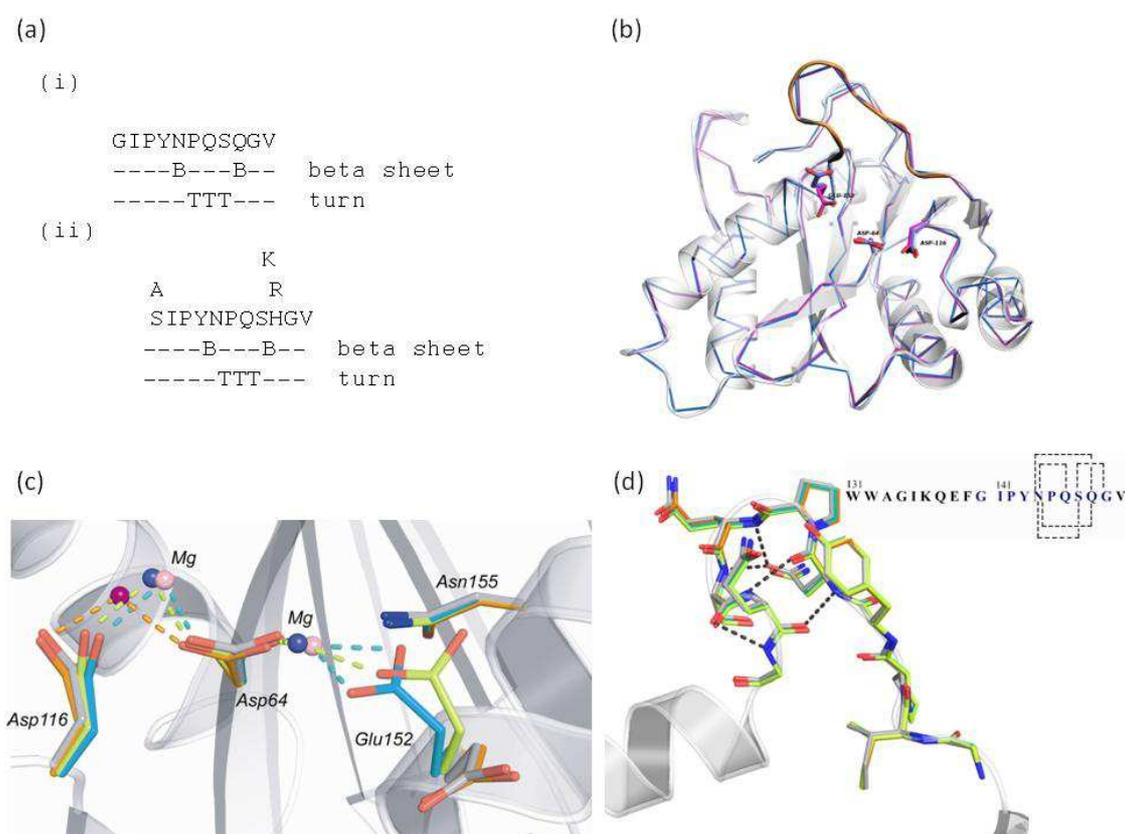 (a)
(i)
GIPYNPQSQGV
----B---B-- beta sheet
-----TTT--- turn
(ii)
K
A R
SIPYNPQSHGV
----B---B-- beta sheet
-----TTT--- turn
(b)
ASP-64
ASP-116
(c)
Mg
Mg
Asn155
Asp116
Asp64
Glu152
(d)
131 141
WWAGIKQEFG IPYNPQSQGV